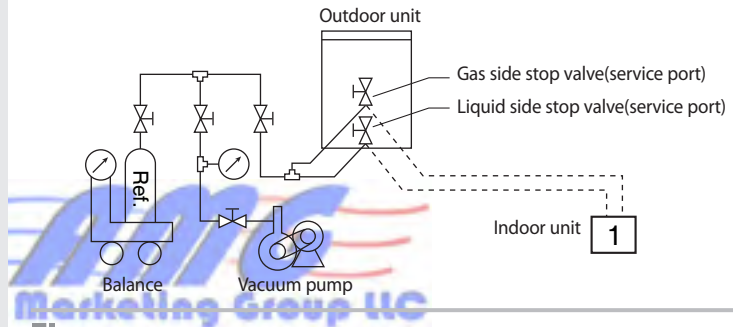 Outdoor unit
Gas side stop valve(service port)
Liquid side stop valve(service port)
Ref.
Indoor unit
1
Balance
Vacuum pump
AMG
Marketing Group LLC